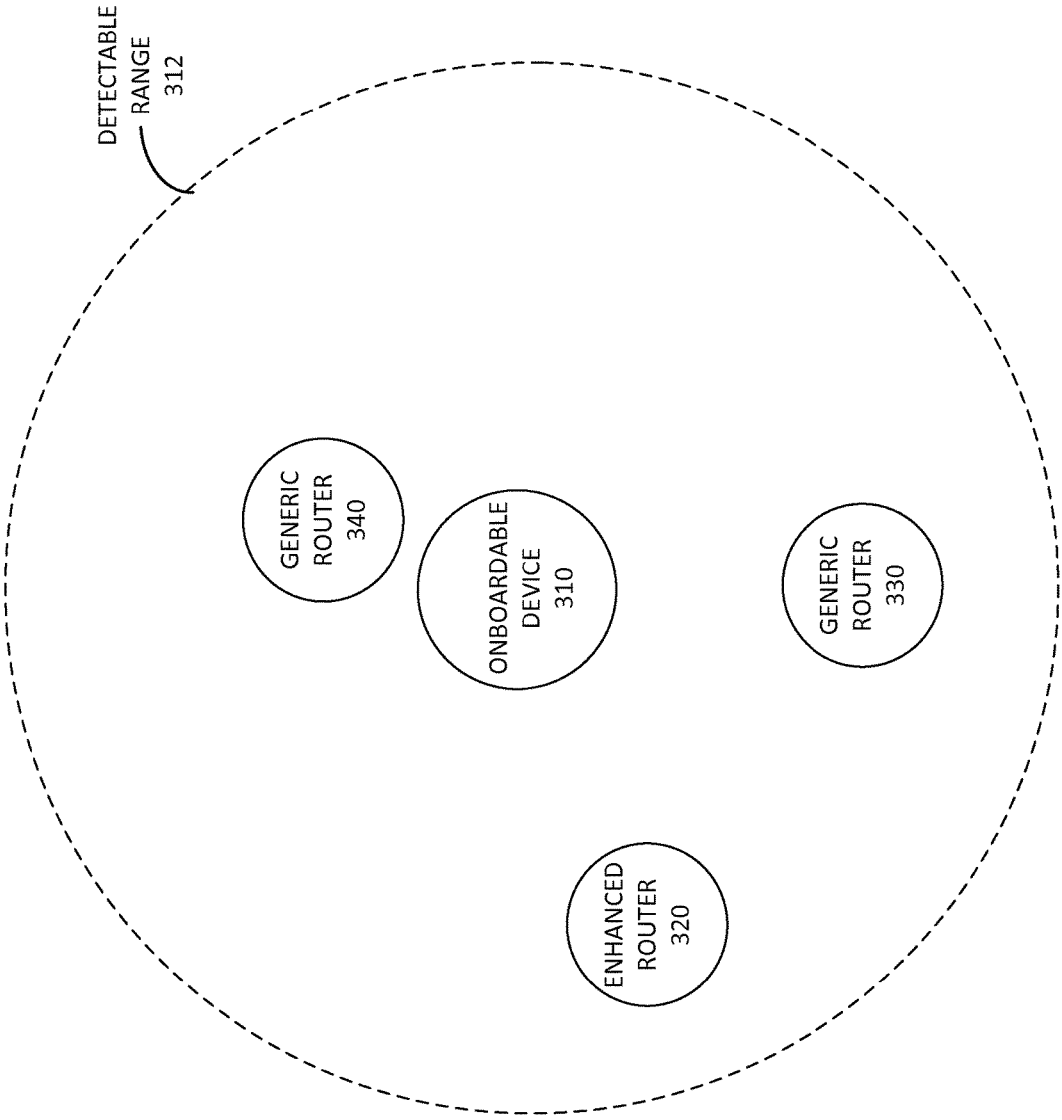 DETECTABLE
RANGE
312
GENERIC
ROUTER
340
ONBOARDABLE
DEVICE
310
GENERIC
ROUTER
330
ENHANCED
ROUTER
320